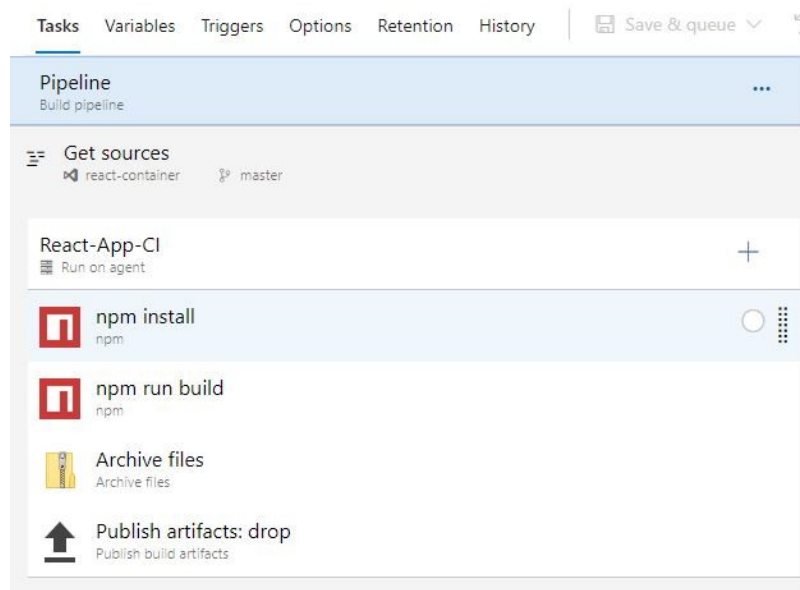 Tasks Variables Triggers Options Retention History Save & queue
Pipeline
Build pipeline
Get sources
react-container master
React-App-CI
Run on agent
npm install
npm
npm run build
npm
Archive files
Archive files
Publish artifacts: drop
Publish build artifacts